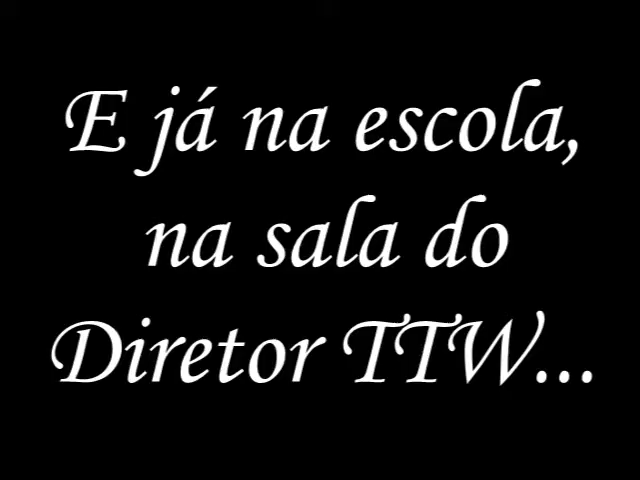 E já na escola,
na sala do
Diretor TTW...